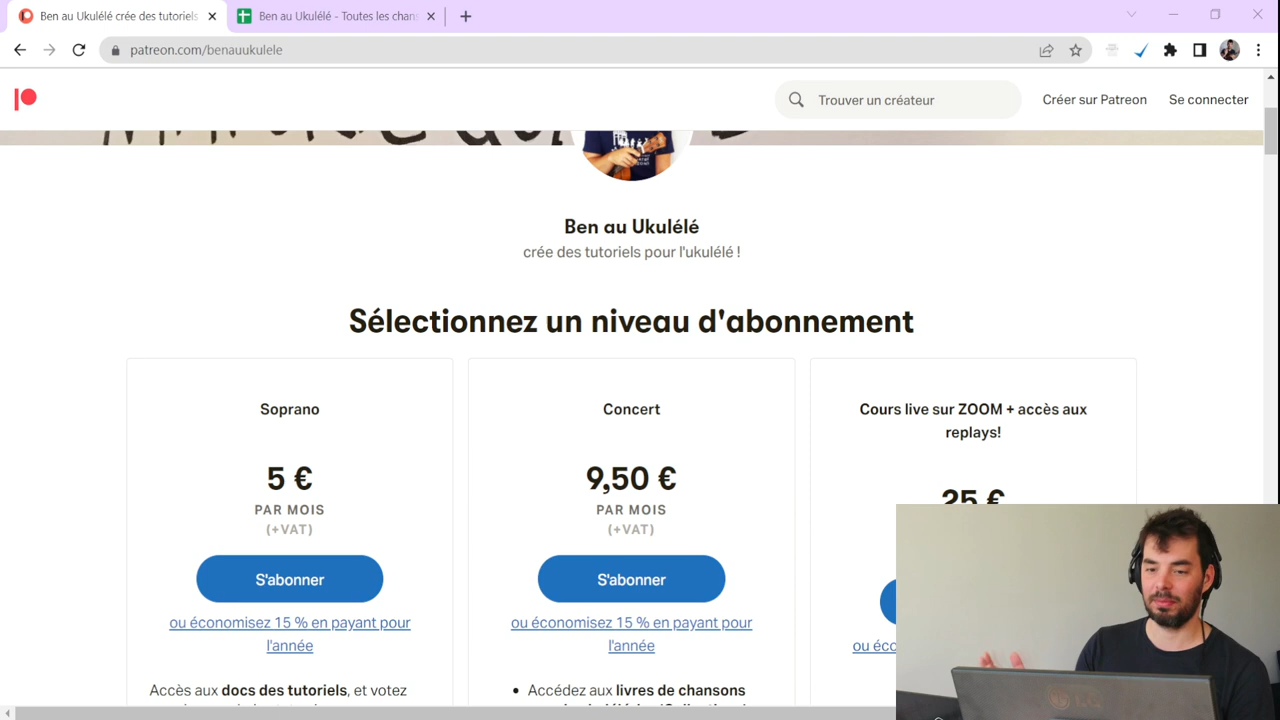 Ben au Ukulélé crée des tutoriels
Ben au Ukulélé - Toutes les chan
patreon.com/benauukulele
Trouver un créateur
Créer sur Patreon
Se connecter
Ben au Ukulélé
crée des tutoriels pour l'ukulélé !
Sélectionnez un niveau d'abonnement
Soprano
5 €
PAR MOIS
(+VAT)
S'abonner
ou économisez 15 % en payant pour
l'année
Accès aux docs des tutoriels, et votez
Concert
9,50 €
PAR MOIS
(+VAT)
S'abonner
ou économisez 15 % en payant pour
l'année
• Accédez aux livres de chansons
Cours live sur ZOOM + accès aux
replays!
25 €
ou éco